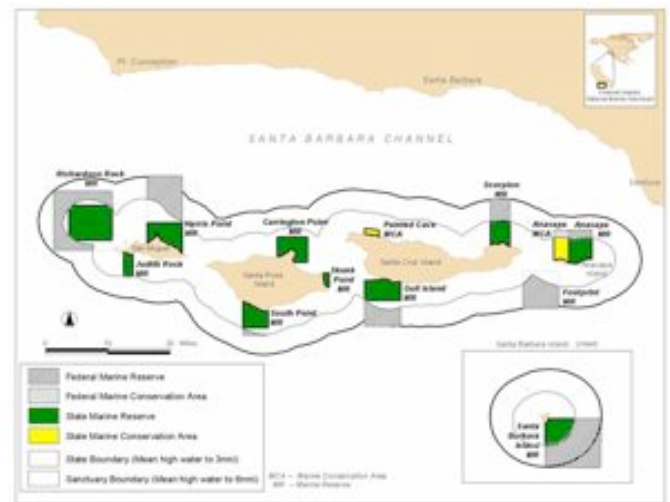 Pt. Conception
Santa Barbara
SANTA BARBARA CHANNEL
Ventura
Richardson Rock
MR
Harris Point
MR
Judith Rock
MR
Carrington Point
MR
Santa Rosa
Island
Skunk
Point
MR
South Point
MR
Painted Cave
MCA
Santa Cruz Island
Gull Island
MR
Scorpion
MR
Anacapa
MCA
Anacapa
MR
Footprint
MR
Santa Barbara Island
Santa
Barbara
Island
MR
Federal Marine Reserve
Federal Marine Conservation Area
State Marine Reserve
State Marine Conservation Area
State Boundary (Mean high water to 3nmi)
Sanctuary Boundary (Mean high water to 6nmi)
MCA -- Marine Conservation Area
MR -- Marine Reserve